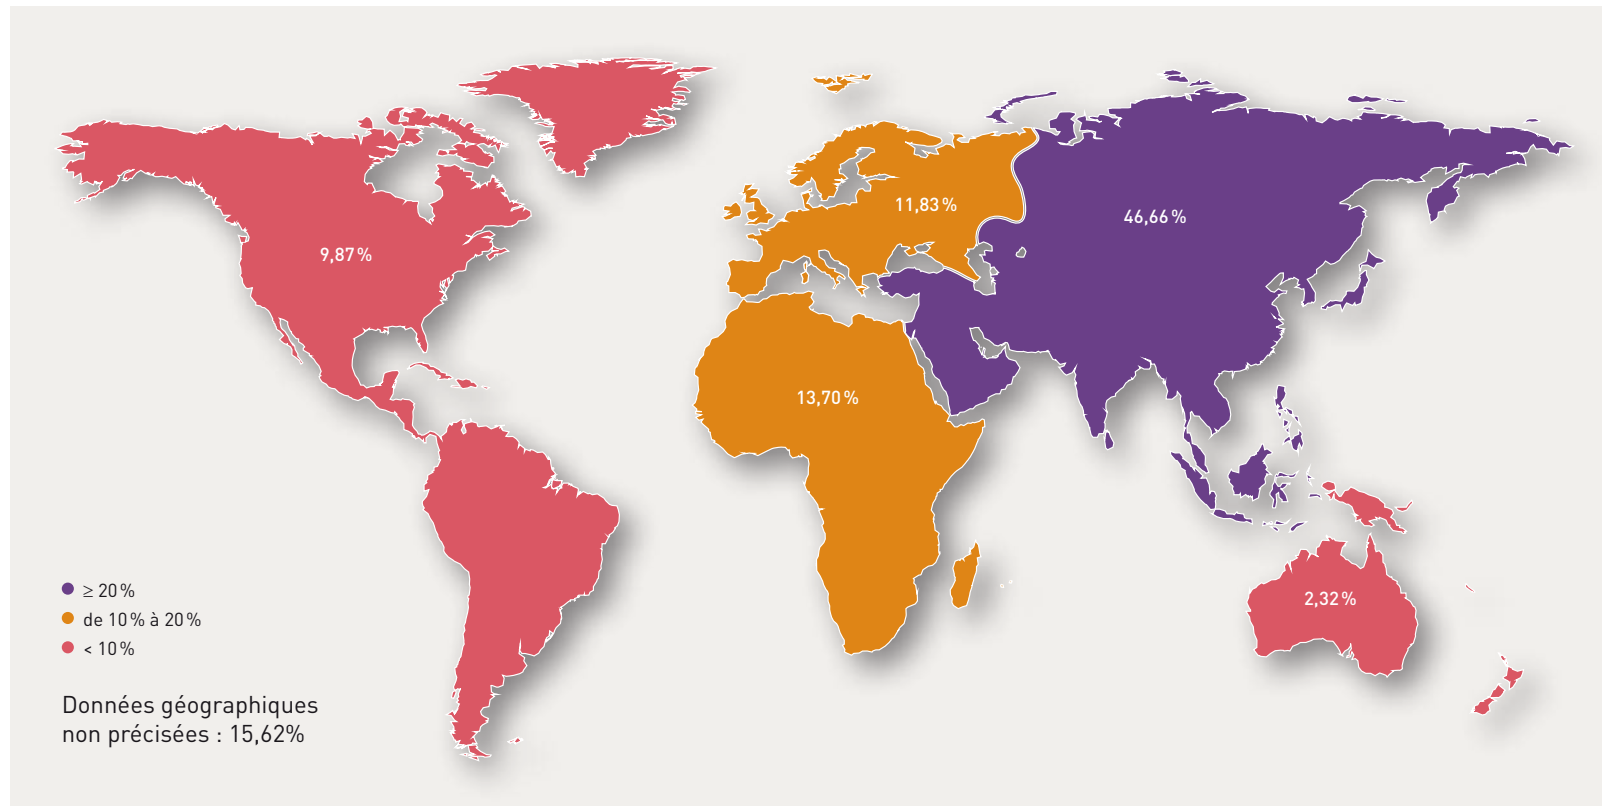 11,83 %
46,66 %
9,87 %
13,70 %
≥ 20 %
2,32 %
de 10 % à 20 %
< 10 %
Données géographiques
non précisées : 15,62%